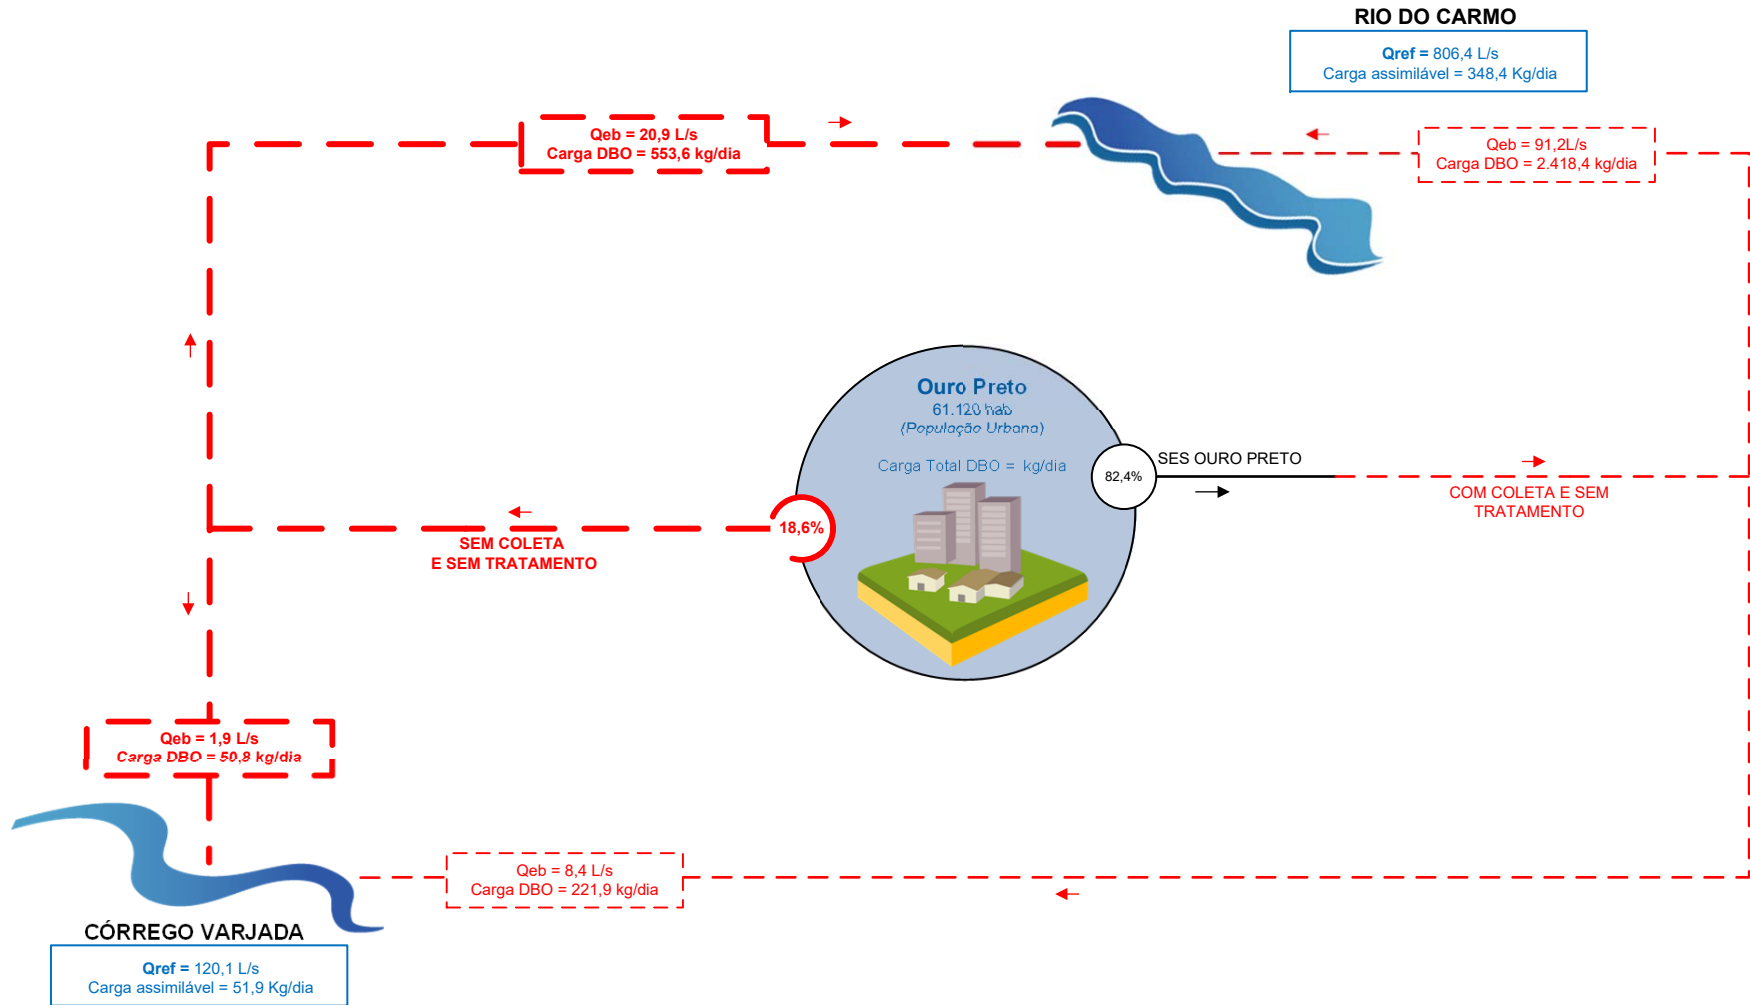 RIO DO CARMO
Qref = 806,4 L/s
Carga assimilável = 348,4 Kg/dia
Qeb = 20,9 L/s
Carga DBO = 553,6 kg/dia
Qeb = 91,2L/s
Carga DBO = 2.418,4 kg/dia
Ouro Preto
61.120 hab
(População Urbana)
Carga Total DBO = kg/dia
82,4%
SES OURO PRETO
COM COLETA E SEM
TRATAMENTO
18,6%
SEM COLETA
E SEM TRATAMENTO
Qeb = 1,9 L/s
Carga DBO = 50,8 kg/dia
Qeb = 8,4 L/s
Carga DBO = 221,9 kg/dia
CÓRREGO VARJADA
Qref = 120,1 L/s
Carga assimilável = 51,9 Kg/dia